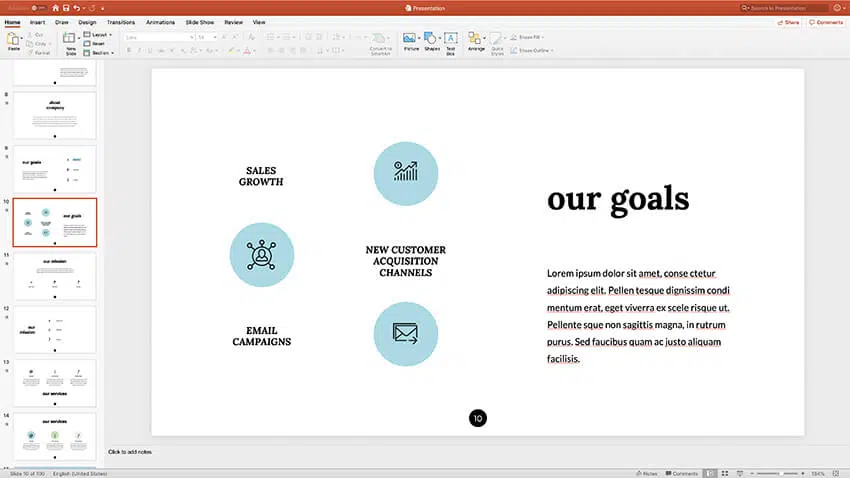 Presentation
Search in Presentation
Home Insert Draw Design Transitions Animations Slide Show Review View
Share Comments
Paste
Cut
Copy
Format
New
Slide
Layout
Reset
Section
Convert to
SmartArt
Picture
Shapes
Text
Box
Arrange
Quick
Styles
Shape Fill
Shape Outline
8
about
company
9
our goals
10
our goals
11
our mission
12
our
mission
13
our services
14
our services
SALES
GROWTH
NEW CUSTOMER
ACQUISITION
CHANNELS
EMAIL
CAMPAIGNS
our goals
Lorem ipsum dolor sit amet, conse ctetur
adipiscing elit. Pellen tesque dignissim condi
mentum erat, eget viverra ex scele risque ut.
Pellente sque non sagittis magna, in rutrum
purus. Sed faucibus quam ac justo aliquam
facilisis.
10
Click to add notes
Slide 10 of 100 English (United States)
Notes Comments 184%